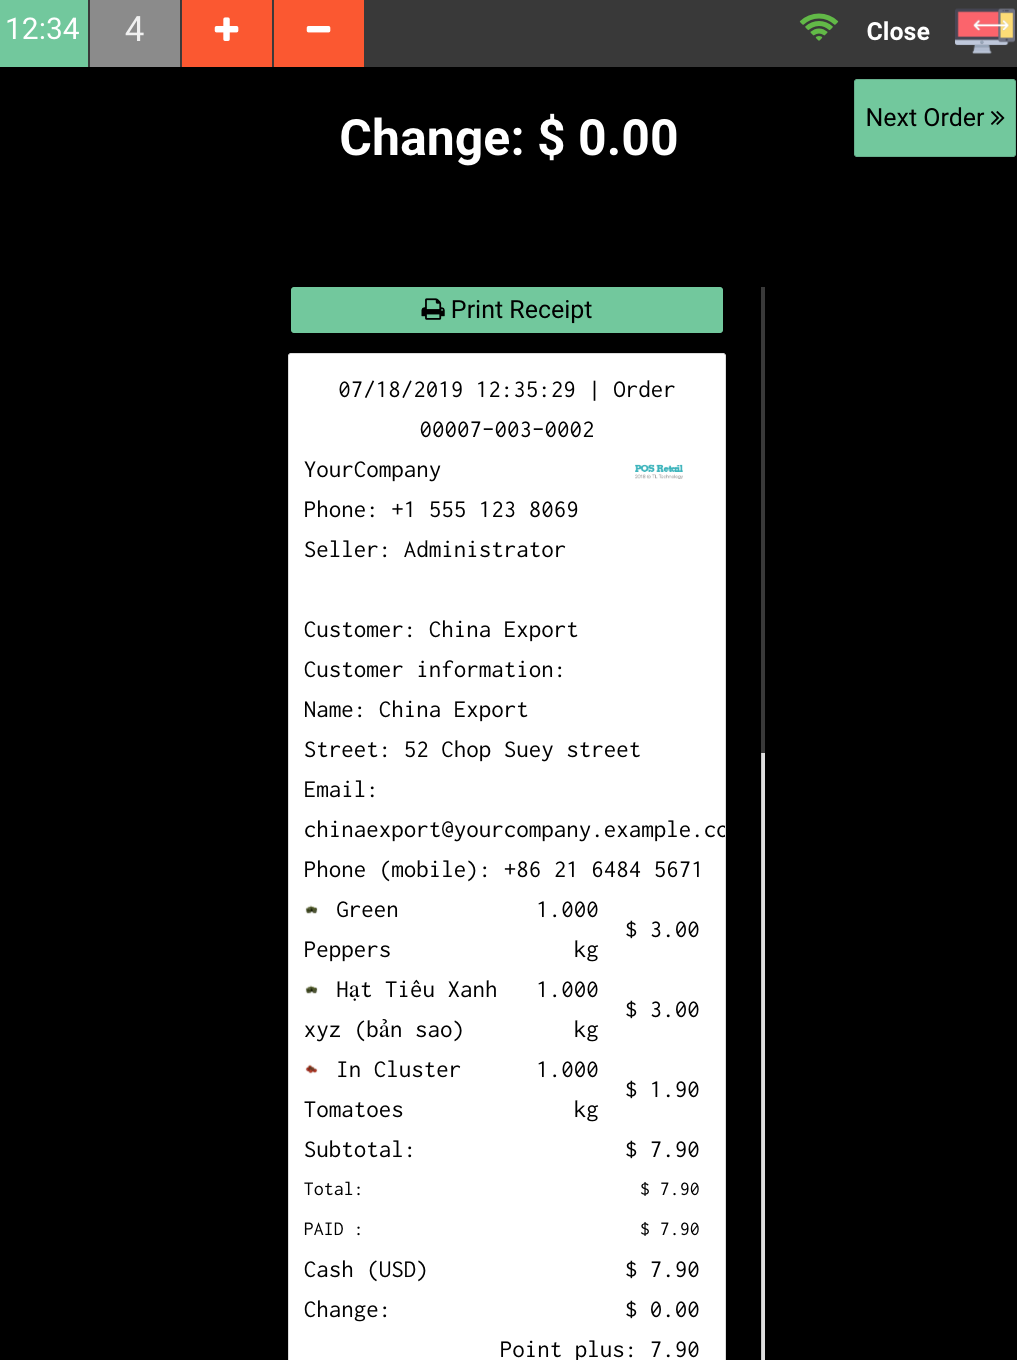 12:34 4 Close
Next Order
Change: $ 0.00
Print Receipt
07/18/2019 12:35:29 | Order
00007-003-0002
YourCompany POS Retail
Phone: +1 555 123 8069
Seller: Administrator
Customer: China Export
Customer information:
Name: China Export
Street: 52 Chop Suey street
Email:
chinaexport@yourcompany.example.co
Phone (mobile): +86 21 6484 5671
Green 1.000
$ 3.00
Peppers kg
Hạt Tiêu Xanh 1.000
$ 3.00
xyz (bản sao) kg
In Cluster 1.000
$ 1.90
Tomatoes kg
Subtotal: $ 7.90
Total: $ 7.90
PAID : $ 7.90
Cash (USD) $ 7.90
Change: $ 0.00
Point plus: 7.90